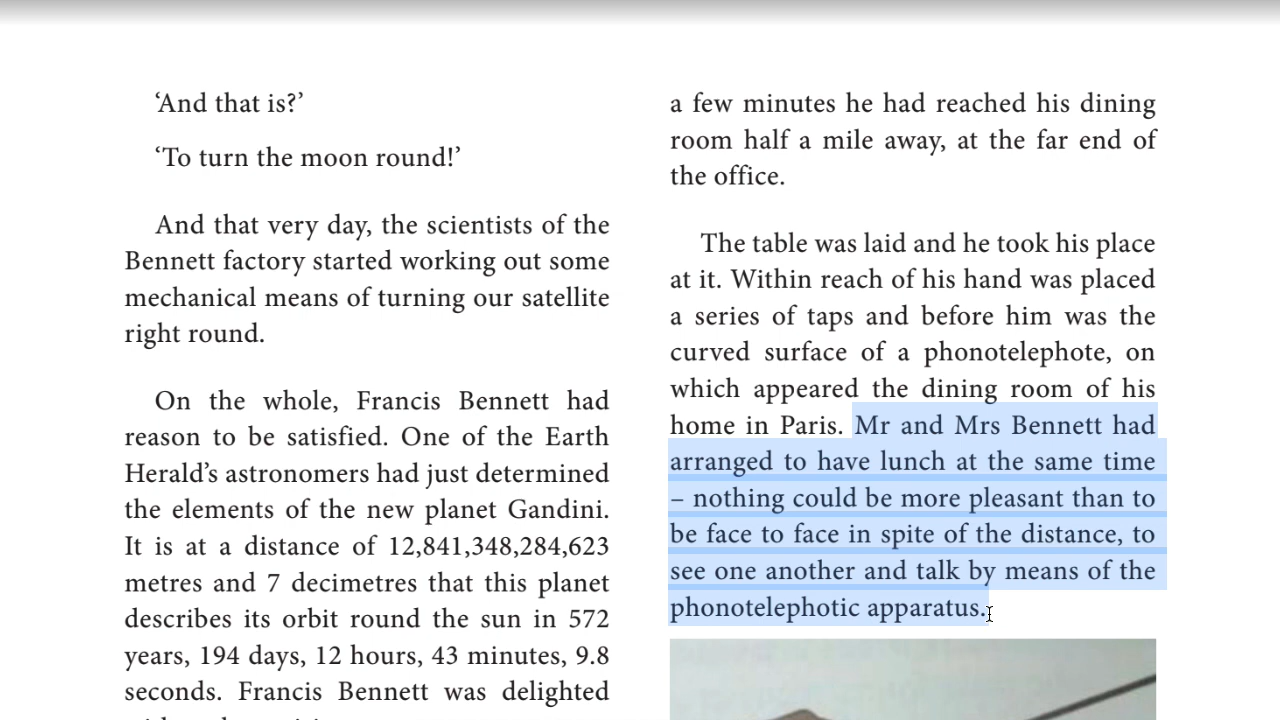 ‘And that is?’
‘To turn the moon round!’
And that very day, the scientists of the
Bennett factory started working out some
mechanical means of turning our satellite
right round.
On the whole, Francis Bennett had
reason to be satisfied. One of the Earth
Herald’s astronomers had just determined
the elements of the new planet Gandini.
It is at a distance of 12,841,348,284,623
metres and 7 decimetres that this planet
describes its orbit round the sun in 572
years, 194 days, 12 hours, 43 minutes, 9.8
seconds. Francis Bennett was delighted
a few minutes he had reached his dining
room half a mile away, at the far end of
the office.
The table was laid and he took his place
at it. Within reach of his hand was placed
a series of taps and before him was the
curved surface of a phonotelephote, on
which appeared the dining room of his
home in Paris. Mr and Mrs Bennett had
arranged to have lunch at the same time
– nothing could be more pleasant than to
be face to face in spite of the distance, to
see one another and talk by means of the
phonotelephotic apparatus.